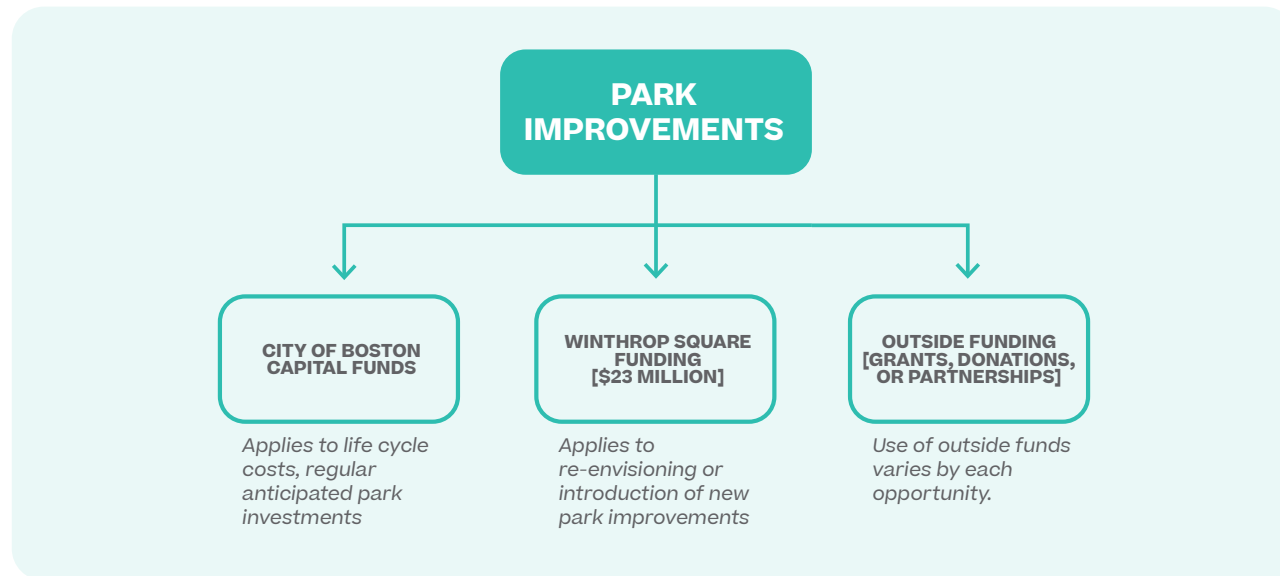 PARK
IMPROVEMENTS
CITY OF BOSTON
CAPITAL FUNDS
Applies to life cycle
costs, regular
anticipated park
investments
WINTHROP SQUARE
FUNDING
[$23 MILLION]
Applies to
re-envisioning or
introduction of new
park improvements
OUTSIDE FUNDING
[GRANTS, DONATIONS,
OR PARTNERSHIPS]
Use of outside funds
varies by each
opportunity.